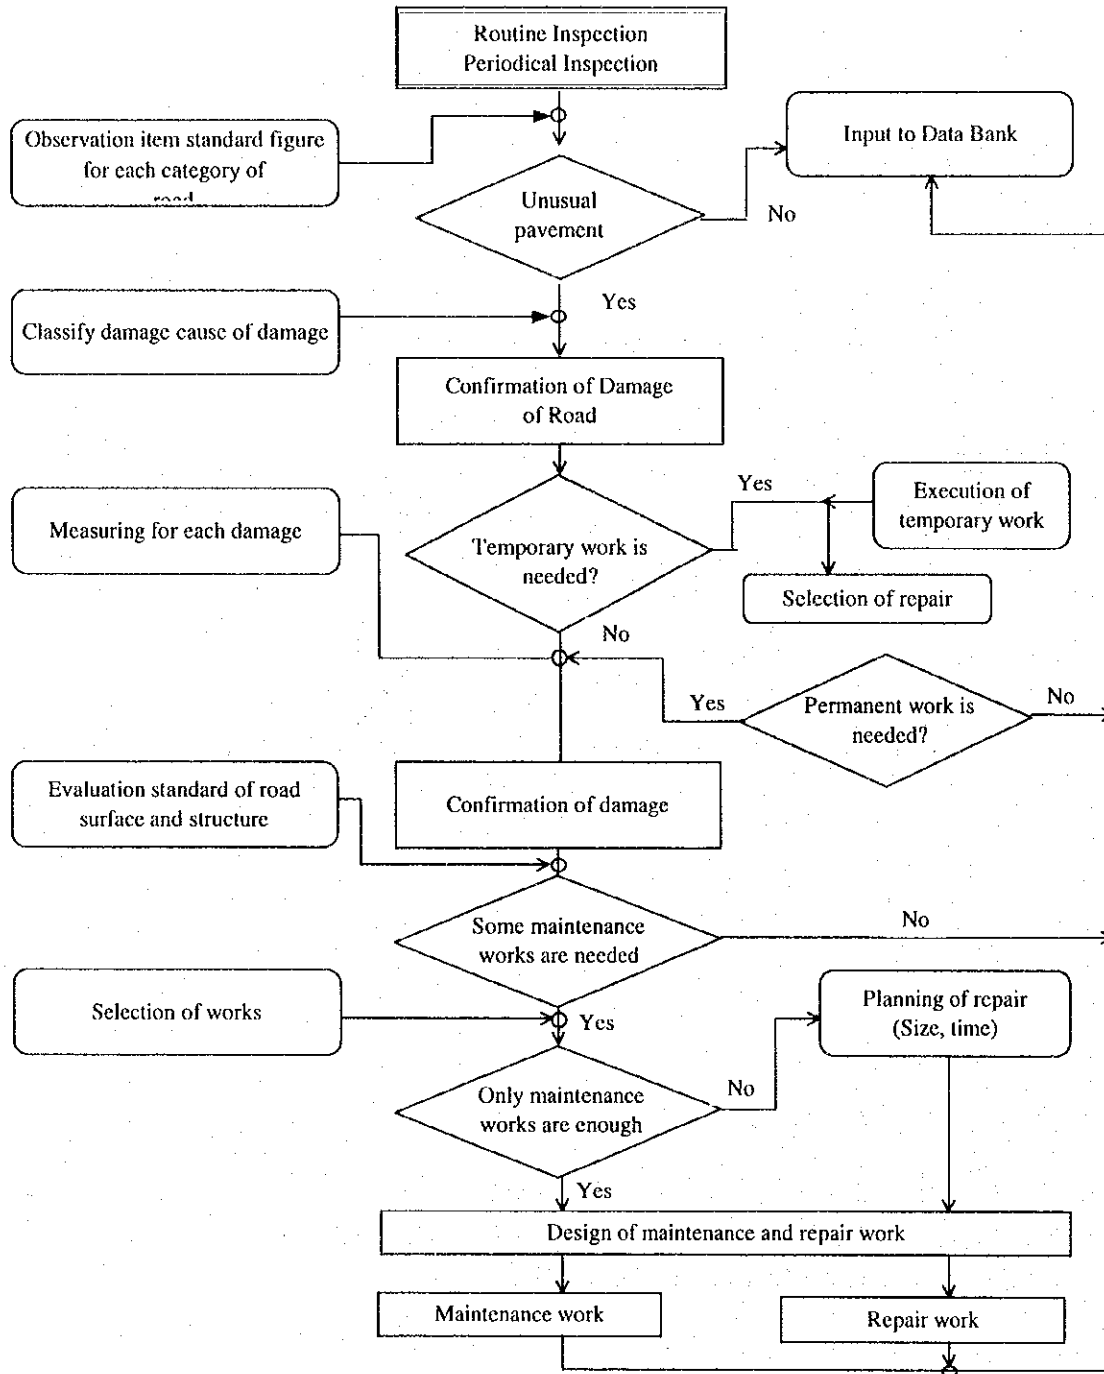 Routine Inspection
Periodical Inspection
Observation item standard figure
for each category of
road
Input to Data Bank
Unusual
pavement
No
Yes
Classify damage cause of damage
Confirmation of Damage
of Road
Yes
Execution of
temporary work
Measuring for each damage
Temporary work is
needed?
Selection of repair
No
Yes
Permanent work is
needed?
No
Evaluation standard of road
surface and structure
Confirmation of damage
Some maintenance
works are needed
No
Selection of works
Yes
Planning of repair
(Size, time)
Only maintenance
works are enough
No
Yes
Design of maintenance and repair work
Maintenance work
Repair work